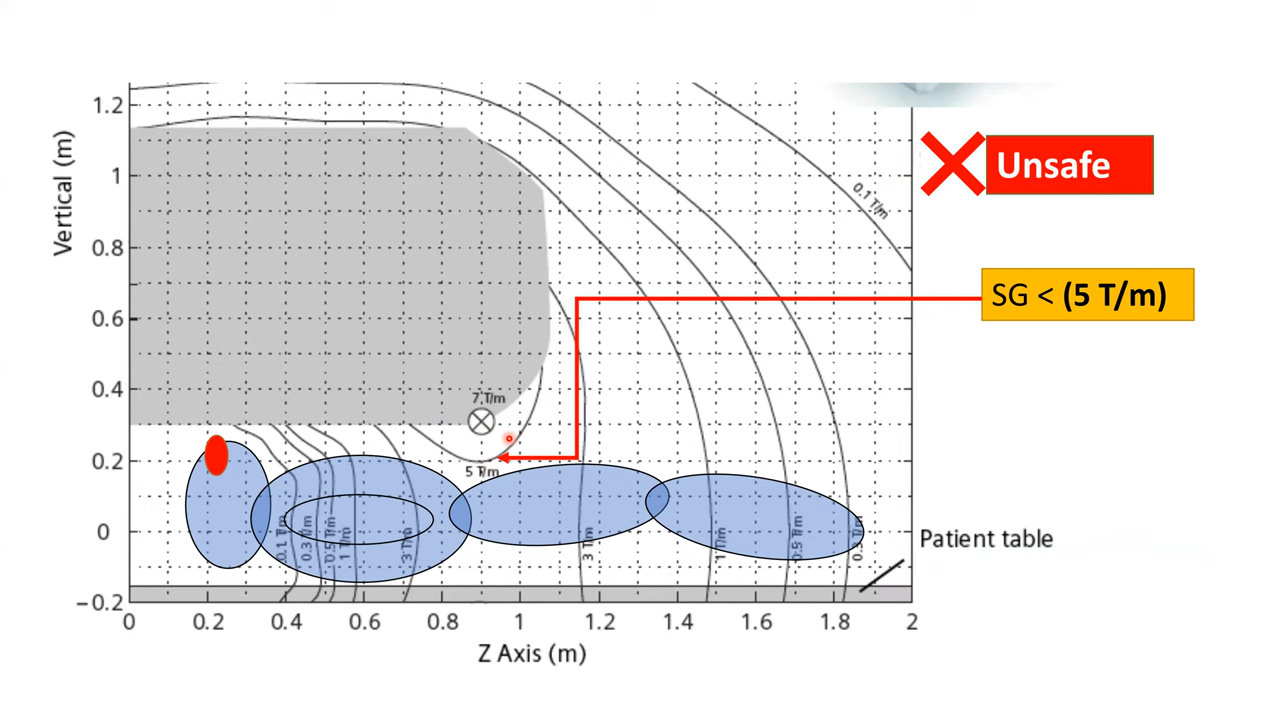 1.2
1
0.8
0.6
0.4
0.2
0
−0.2
Vertical (m)
0.1 T/m
Unsafe
SG < (5 T/m)
7 T/m
5 T/m
0.1 T/m
0.3 T/m
0.5 T/m
1 T/m
3 T/m
3 T/m
1 T/m
0.5 T/m
0.3 T/m
Patient table
0 0.2 0.4 0.6 0.8 1 1.2 1.4 1.6 1.8 2
Z Axis (m)